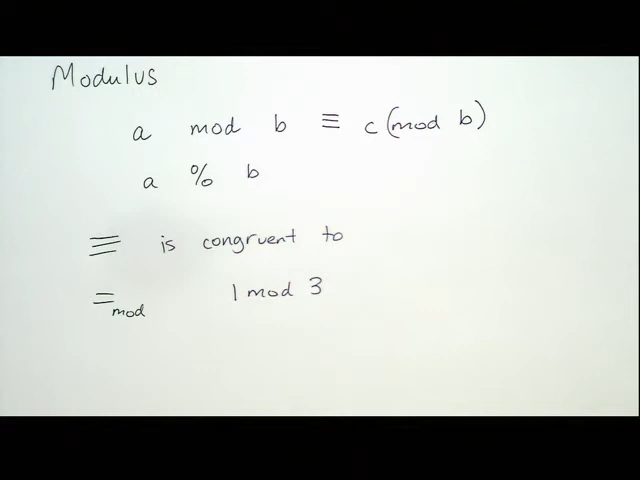 Modulus
a mod b ≡ c (mod b)
a % b
≡ is congruent to
=mod 1 mod 3